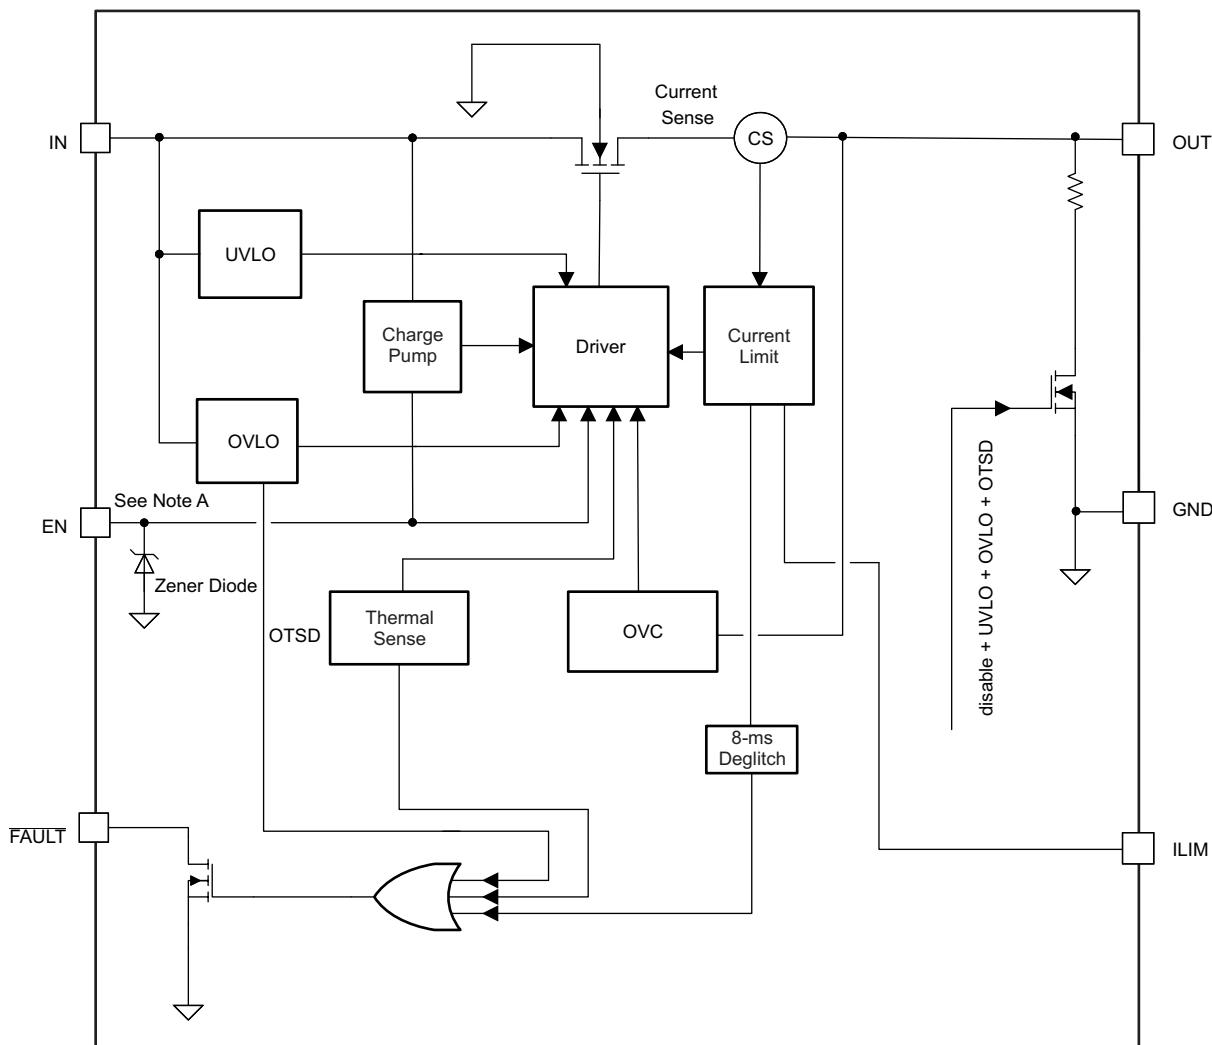 Current
Sense
IN
CS
OUT
UVLO
Charge
Pump
Driver
Current
Limit
OVLO
See Note A
EN
GND
Zener Diode
OTSD
Thermal
Sense
OVC
disable + UVLO + OVLO + OTSD
8-ms
Deglitch
FAULT
ILIM